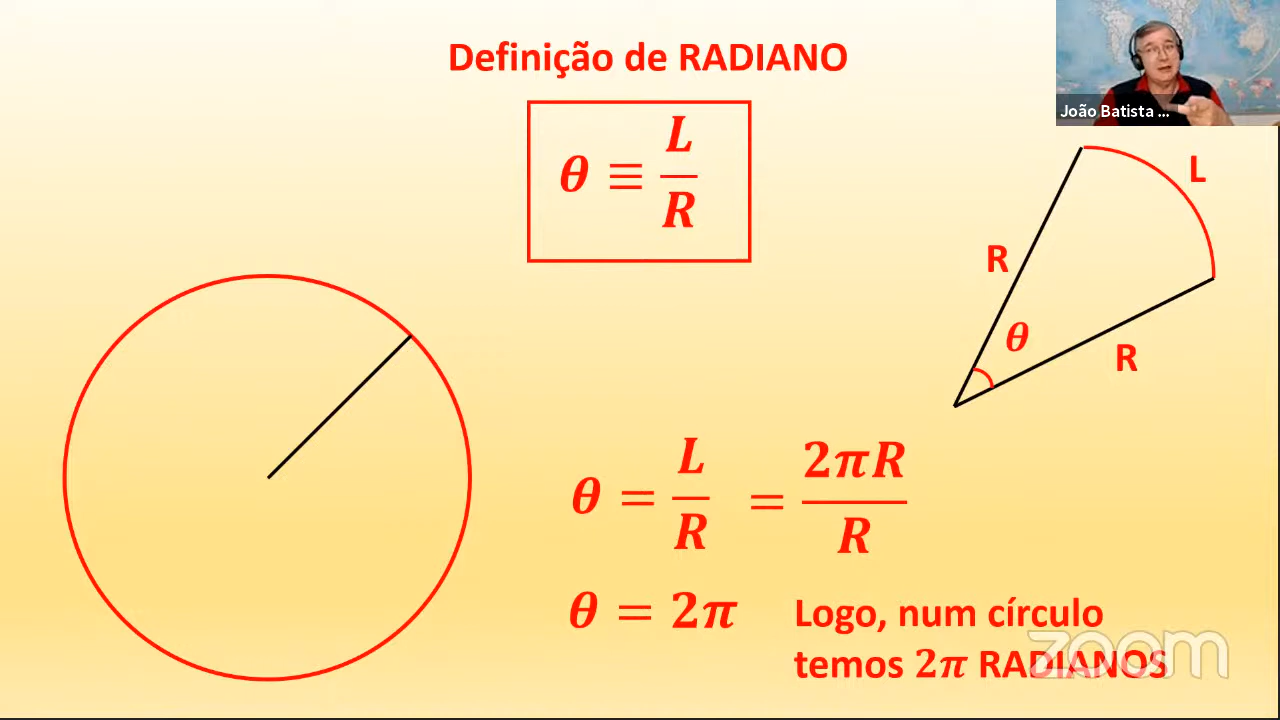 Definição de RADIANO
João Batista ...
θ ≡ L/R
L
R
θ
R
θ = L/R = 2πR/R
θ = 2π
Logo, num círculo
temos 2π RADIANOS
zoom